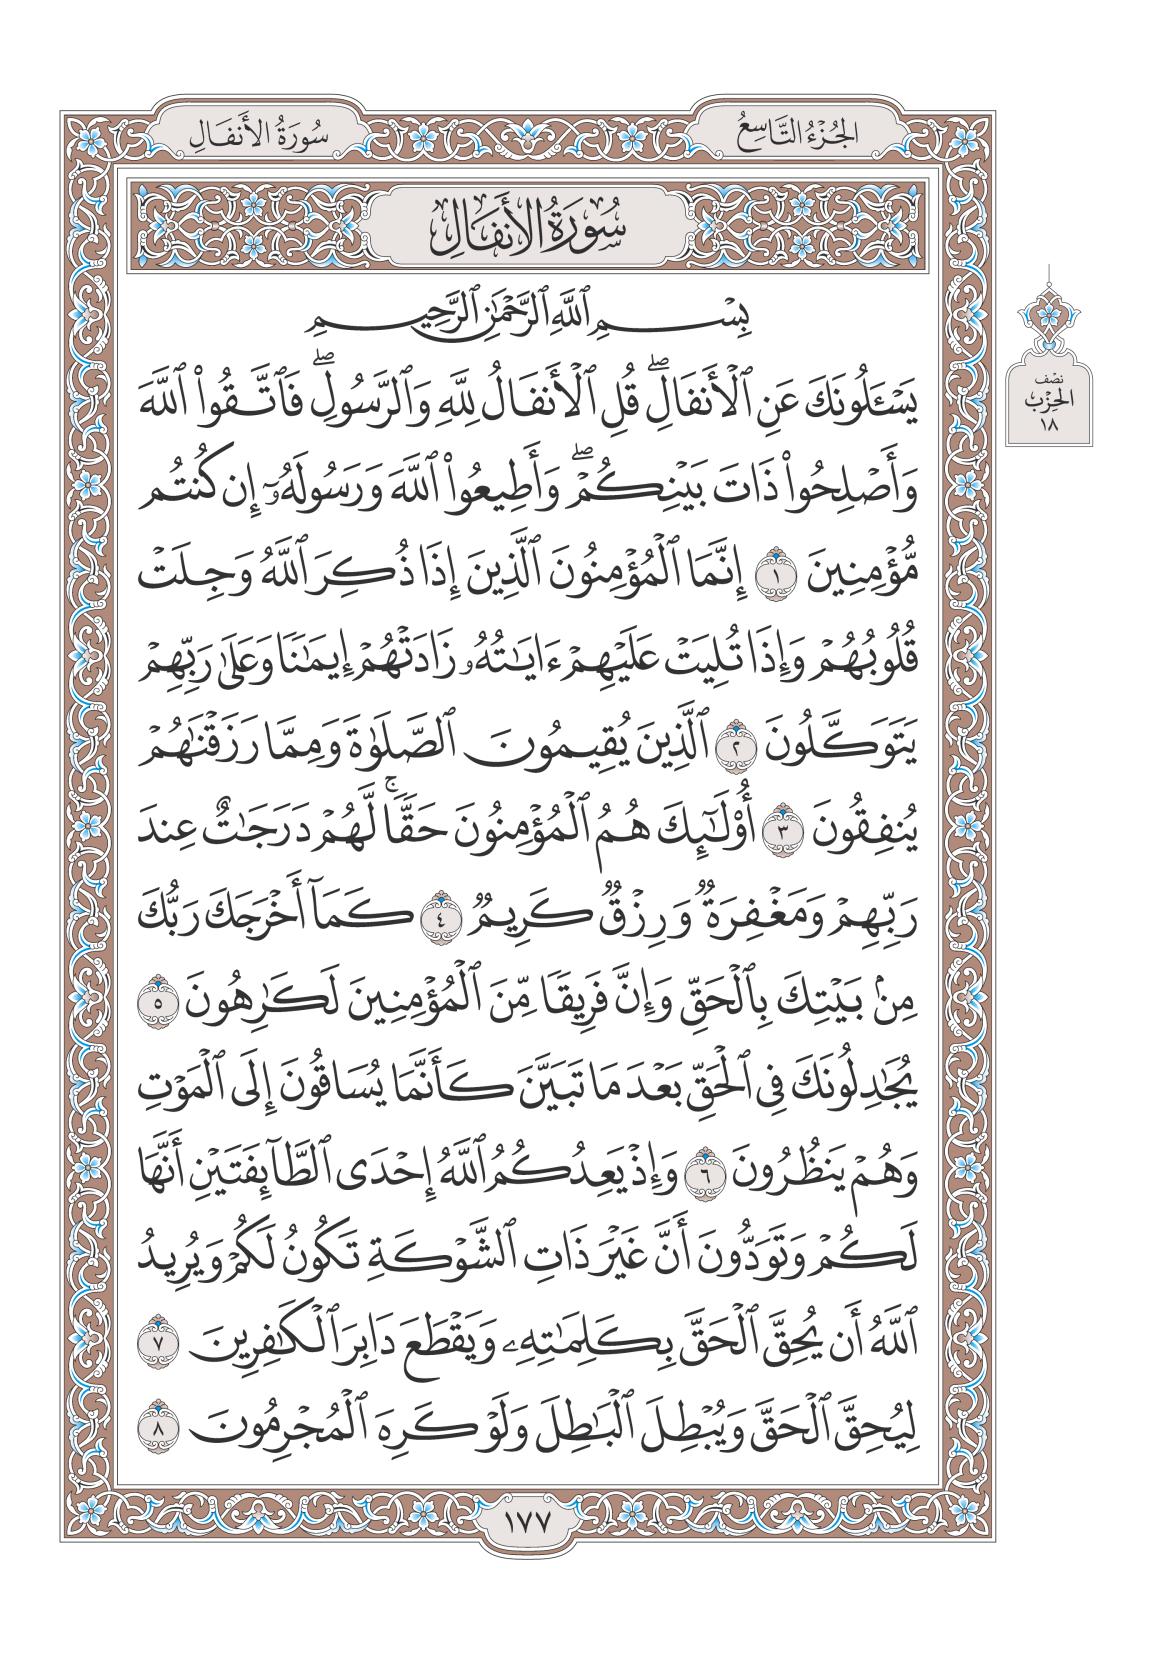 الجُزْءُ التَّاسِعُ
سُورَةُ الأَنفَالِ
سُورَةُ الأَنفَالِ
بِسْمِ ٱللَّهِ ٱلرَّحْمَٰنِ ٱلرَّحِيمِ
يَسْـَٔلُونَكَ عَنِ ٱلْأَنفَالِۖ قُلِ ٱلْأَنفَالُ لِلَّهِ وَٱلرَّسُولِۖ فَٱتَّقُوا۟ ٱللَّهَ
وَأَصْلِحُوا۟ ذَاتَ بَيْنِكُمْۖ وَأَطِيعُوا۟ ٱللَّهَ وَرَسُولَهُۥٓ إِن كُنتُم
مُّؤْمِنِينَ ١ إِنَّمَا ٱلْمُؤْمِنُونَ ٱلَّذِينَ إِذَا ذُكِرَ ٱللَّهُ وَجِلَتْ
قُلُوبُهُمْ وَإِذَا تُلِيَتْ عَلَيْهِمْ ءَايَٰتُهُۥ زَادَتْهُمْ إِيمَٰنًا وَعَلَىٰ رَبِّهِمْ
يَتَوَكَّلُونَ ٢ ٱلَّذِينَ يُقِيمُونَ ٱلصَّلَوٰةَ وَمِمَّا رَزَقْنَٰهُمْ
يُنفِقُونَ ٣ أُو۟لَٰٓئِكَ هُمُ ٱلْمُؤْمِنُونَ حَقًّاۚ لَّهُمْ دَرَجَٰتٌ عِندَ
رَبِّهِمْ وَمَغْفِرَةٌ وَرِزْقٌ كَرِيمٌ ٤ كَمَآ أَخْرَجَكَ رَبُّكَ
مِنۢ بَيْتِكَ بِٱلْحَقِّ وَإِنَّ فَرِيقًا مِّنَ ٱلْمُؤْمِنِينَ لَكَٰرِهُونَ ٥
يُجَٰدِلُونَكَ فِى ٱلْحَقِّ بَعْدَ مَا تَبَيَّنَ كَأَنَّمَا يُسَاقُونَ إِلَى ٱلْمَوْتِ
وَهُمْ يَنظُرُونَ ٦ وَإِذْ يَعِدُكُمُ ٱللَّهُ إِحْدَى ٱلطَّآئِفَتَيْنِ أَنَّهَا
لَكُمْ وَتَوَدُّونَ أَنَّ غَيْرَ ذَاتِ ٱلشَّوْكَةِ تَكُونُ لَكُمْ وَيُرِيدُ
ٱللَّهُ أَن يُحِقَّ ٱلْحَقَّ بِكَلِمَٰتِهِۦ وَيَقْطَعَ دَابِرَ ٱلْكَٰفِرِينَ ٧
لِيُحِقَّ ٱلْحَقَّ وَيُبْطِلَ ٱلْبَٰطِلَ وَلَوْ كَرِهَ ٱلْمُجْرِمُونَ ٨
نصف
الحِزْب
١٨
١٧٧